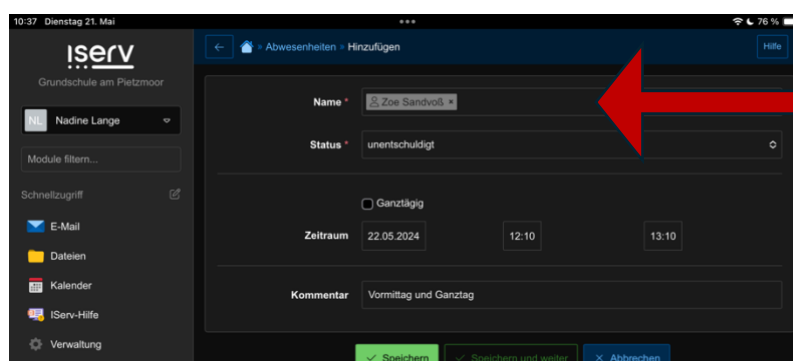 10:37 Dienstag 21. Mai
76 %
IServ
Grundschule am Pietzmoor
NL Nadine Lange
Module filtern...
Schnellzugriff
E-Mail
Dateien
Kalender
IServ-Hilfe
Verwaltung
» Abwesenheiten » Hinzufügen
Hilfe
Name * Zoe Sandvoß ×
Status * unentschuldigt
Ganztägig
Zeitraum 22.05.2024 12:10 13:10
Kommentar Vormittag und Ganztag
Speichern
Speichern und weiter
Abbrechen